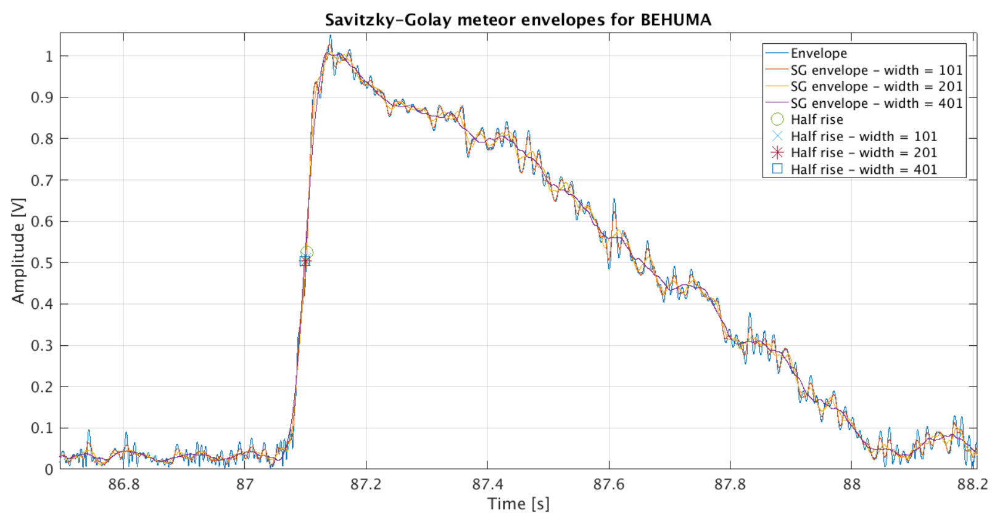 Savitzky-Golay meteor envelopes for BEHUMA
Envelope
SG envelope - width = 101
SG envelope - width = 201
SG envelope - width = 401
Half rise
Half rise - width = 101
Half rise - width = 201
Half rise - width = 401
Amplitude [V]
1
0.9
0.8
0.7
0.6
0.5
0.4
0.3
0.2
0.1
0
86.8 87 87.2 87.4 87.6 87.8 88 88.2
Time [s]